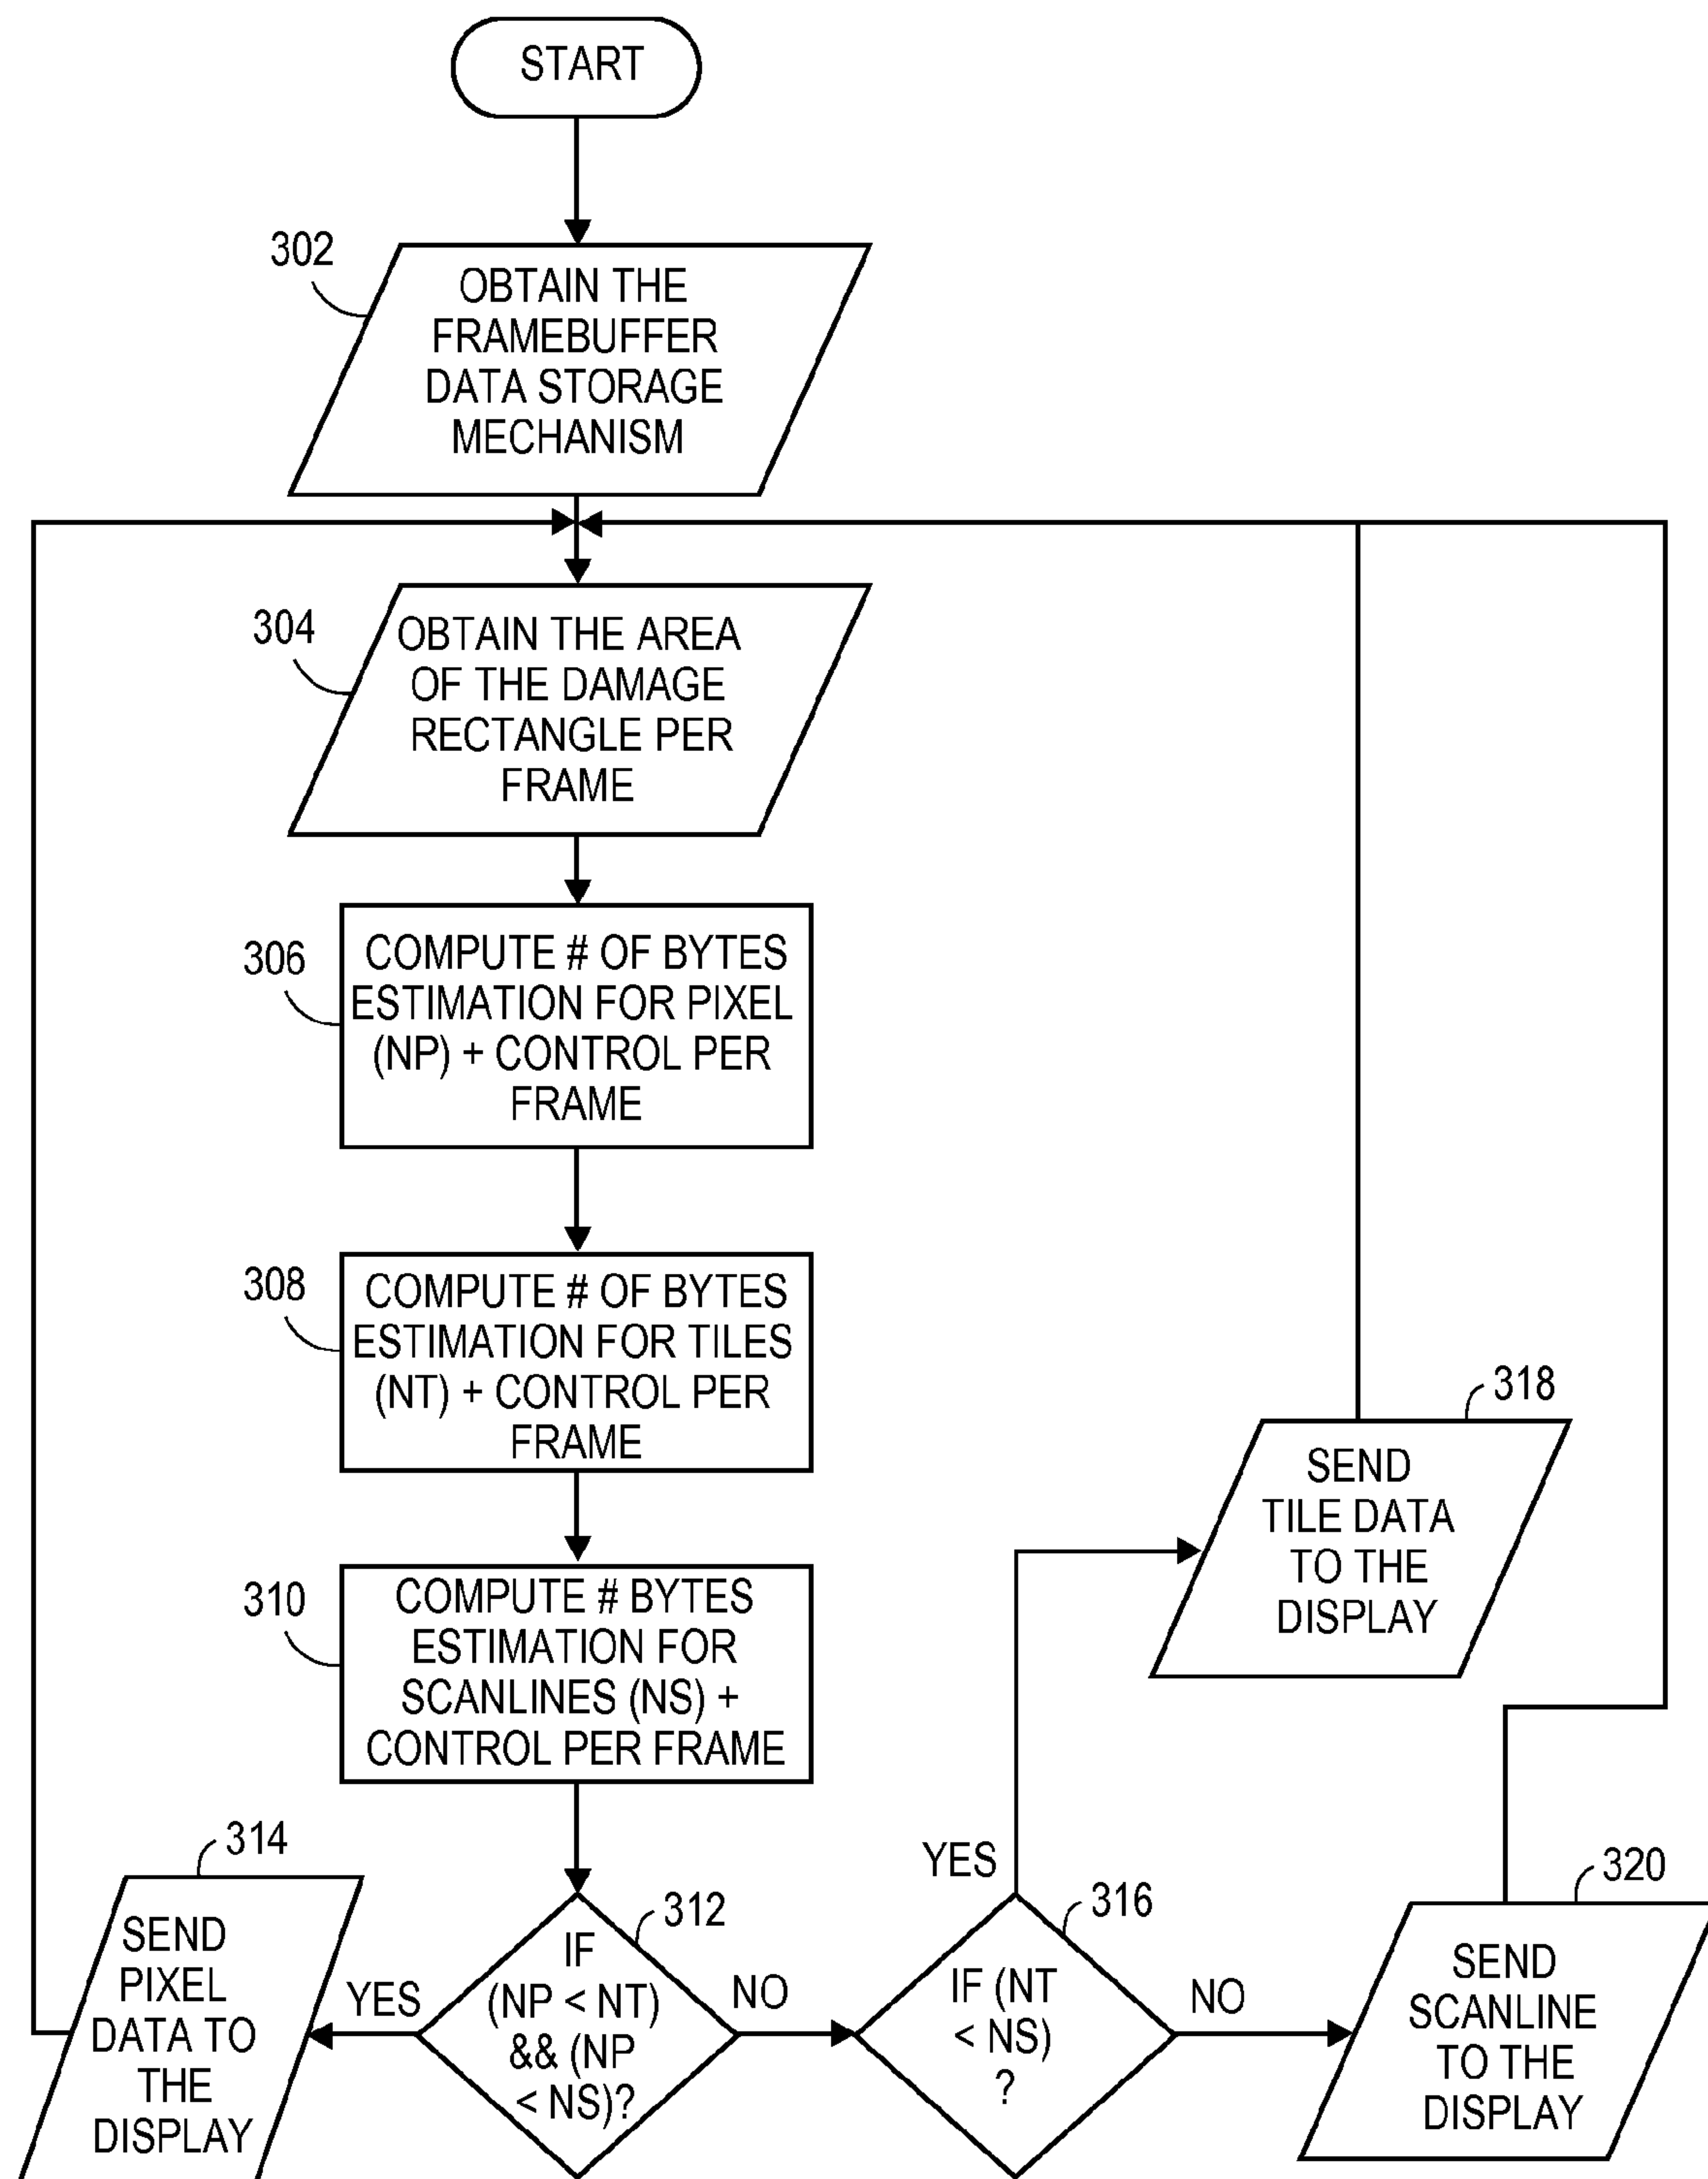 START
302
OBTAIN THE
FRAMEBUFFER
DATA STORAGE
MECHANISM
304
OBTAIN THE AREA
OF THE DAMAGE
RECTANGLE PER
FRAME
306
COMPUTE # OF BYTES
ESTIMATION FOR PIXEL
(NP) + CONTROL PER
FRAME
308
COMPUTE # OF BYTES
ESTIMATION FOR TILES
(NT) + CONTROL PER
FRAME
310
COMPUTE # BYTES
ESTIMATION FOR
SCANLINES (NS) +
CONTROL PER FRAME
312
IF
(NP < NT)
&& (NP
< NS)?
YES
NO
314
SEND
PIXEL
DATA TO
THE
DISPLAY
316
IF (NT
< NS)
?
YES
NO
318
SEND
TILE DATA
TO THE
DISPLAY
320
SEND
SCANLINE
TO THE
DISPLAY